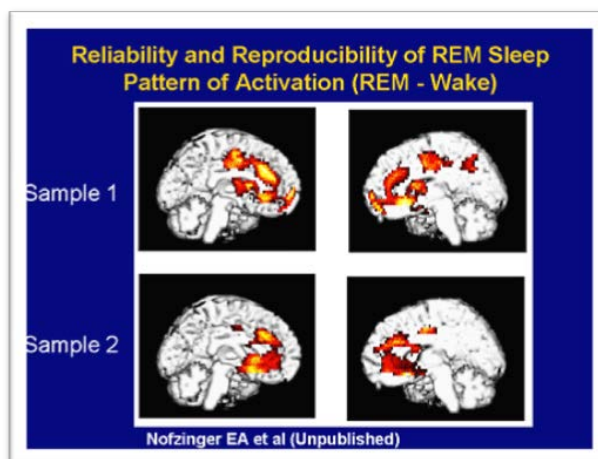 Reliability and Reproducibility of REM Sleep
Pattern of Activation (REM - Wake)
Sample 1
Sample 2
Nofzinger EA et al (Unpublished)